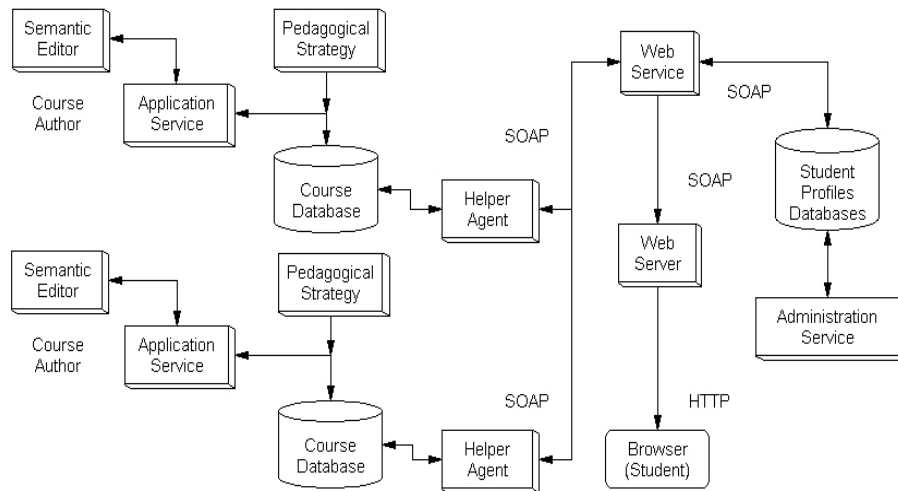 Semantic
Editor
Pedagogical
Strategy
Web
Service
SOAP
Course
Author
Application
Service
SOAP
Course
Database
Helper
Agent
SOAP
Student
Profiles
Databases
Semantic
Editor
Pedagogical
Strategy
Web
Server
Course
Author
Application
Service
Administration
Service
SOAP
HTTP
Course
Database
Helper
Agent
Browser
(Student)